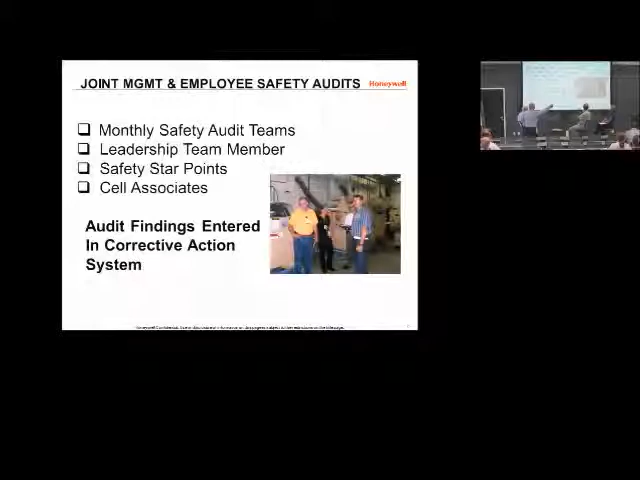 JOINT MGMT & EMPLOYEE SAFETY AUDITS
Honeywell
Monthly Safety Audit Teams
Leadership Team Member
Safety Star Points
Cell Associates
Audit Findings Entered
In Corrective Action
System